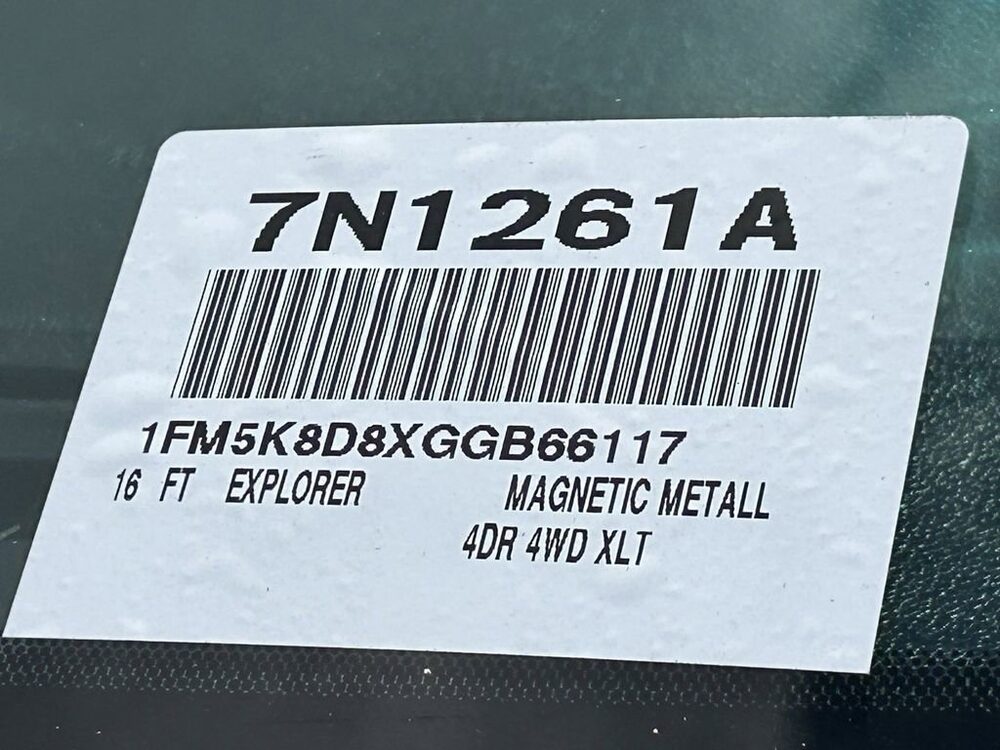 7N1261A
1FM5K8D8XGGB66117
16 FT EXPLORER MAGNETIC METALL
4DR 4WD XLT